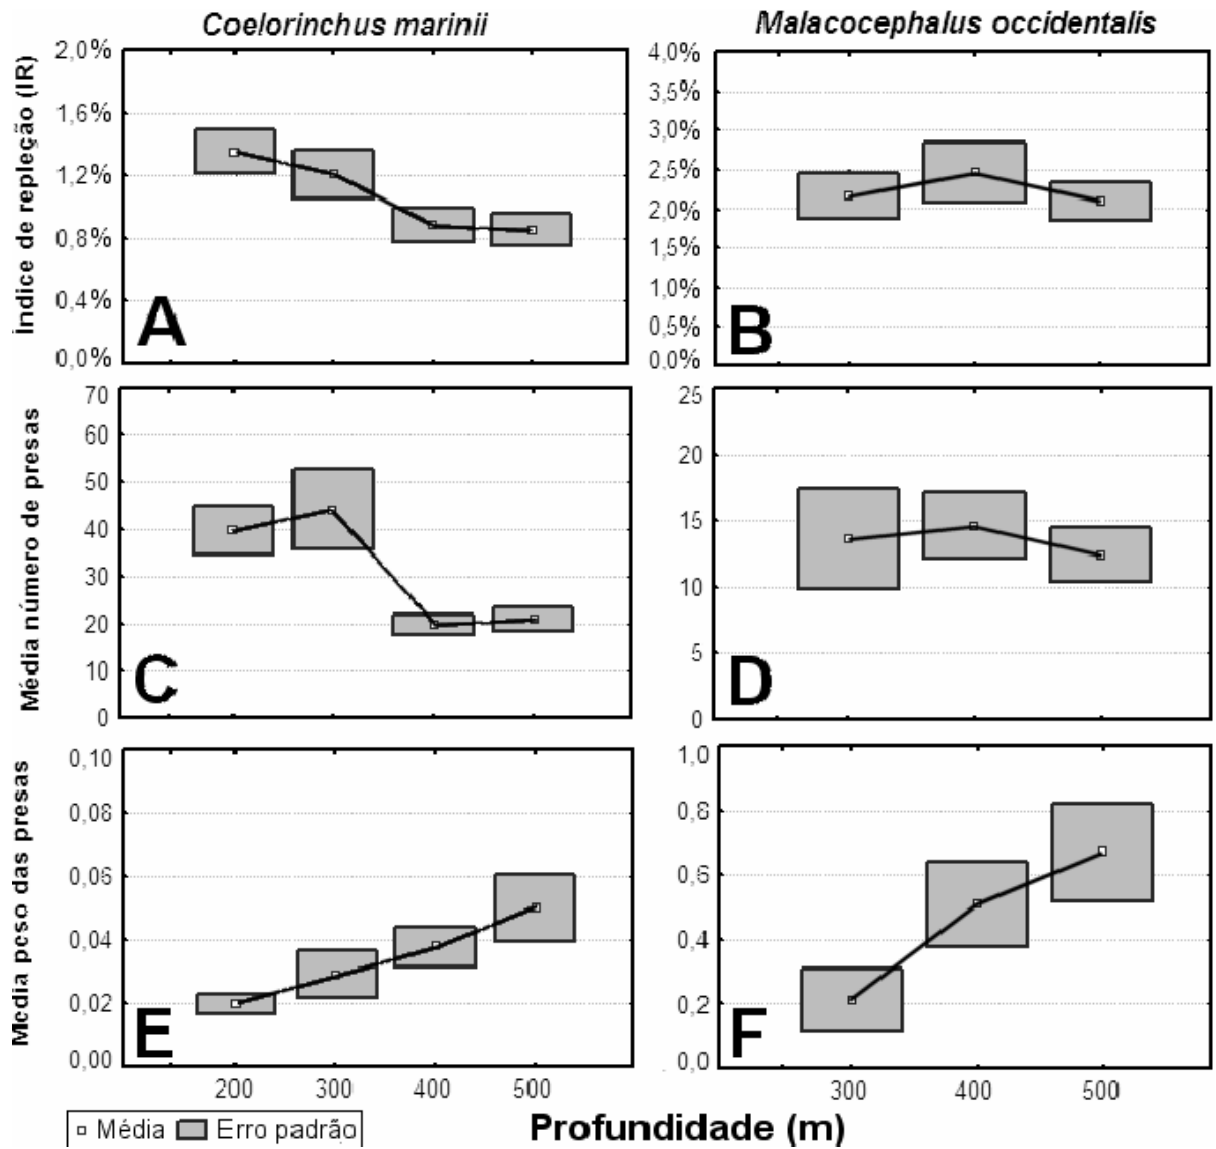 Coelorinchus marinii
Malacocephalus occidentalis
Índice de repleção (IR)
2,0%
1,6%
1,2%
0,8%
0,4%
0,0%
A
4,0%
3,5%
3,0%
2,5%
2,0%
1,5%
1,0%
0,5%
0,0%
B
Média número de presas
70
60
50
40
30
20
10
0
C
25
20
15
10
5
0
D
Média peso das presas
0,10
0,08
0,06
0,04
0,02
0,00
E
1,0
0,8
0,6
0,4
0,2
0,0
F
200 300 400 500
300 400 500
Média Erro padrão
Profundidade (m)